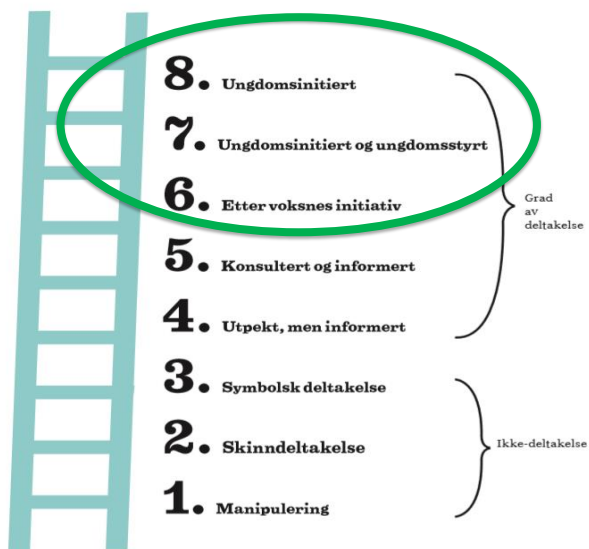 8. Ungdomsinitiert
7. Ungdomsinitiert og ungdomsstyrt
6. Etter voksnes initiativ
5. Konsultert og informert
4. Utpekt, men informert
3. Symbolsk deltakelse
2. Skinndeltakelse
1. Manipulering
Grad
av
deltakelse
Ikke-deltakelse